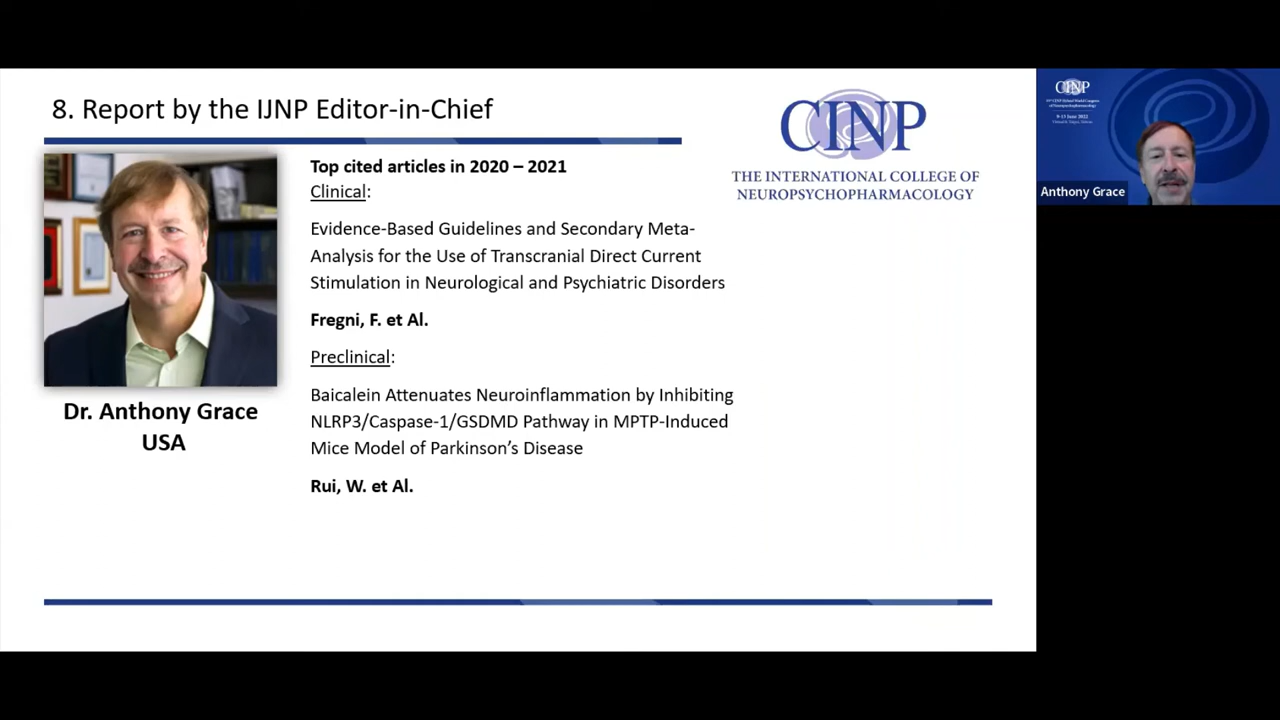 8. Report by the IJNP Editor-in-Chief
CINP
THE INTERNATIONAL COLLEGE OF
NEUROPSYCHOPHARMACOLOGY
Top cited articles in 2020 – 2021
Clinical:
Evidence-Based Guidelines and Secondary Meta-
Analysis for the Use of Transcranial Direct Current
Stimulation in Neurological and Psychiatric Disorders
Fregni, F. et Al.
Preclinical:
Baicalein Attenuates Neuroinflammation by Inhibiting
NLRP3/Caspase-1/GSDMD Pathway in MPTP-Induced
Mice Model of Parkinson’s Disease
Rui, W. et Al.
Dr. Anthony Grace
USA
CINP
Anthony Grace